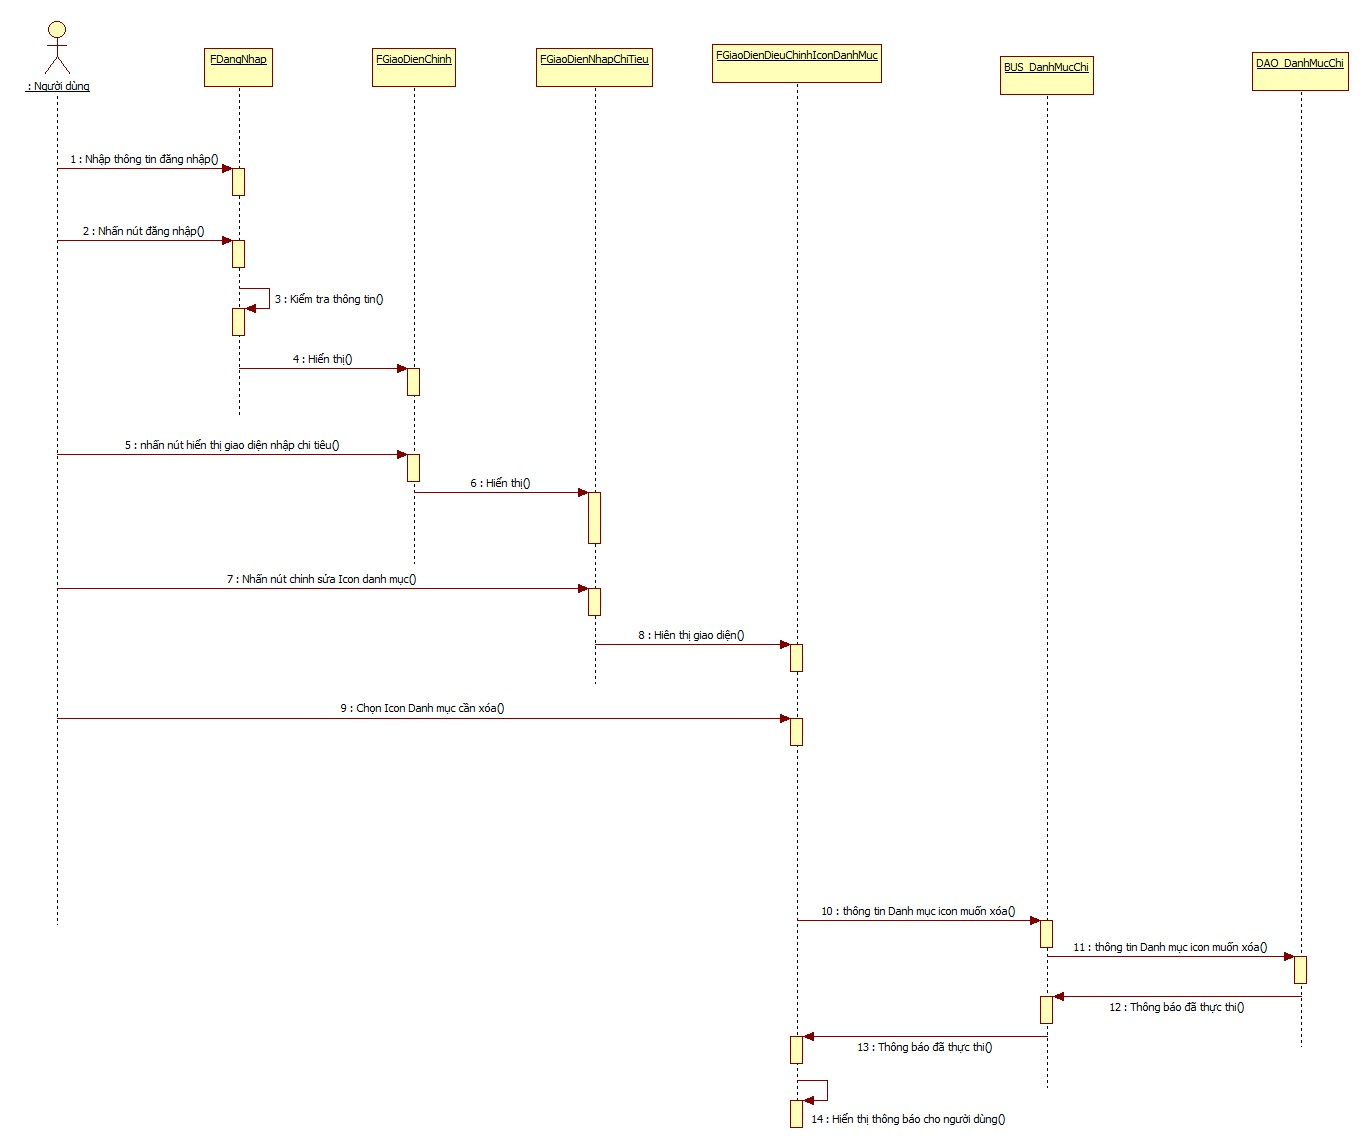 : Người dùng
FDangNhap
FGiaoDienChinh
FGiaoDienNhapChiTieu
FGiaoDienDieuChinhIconDanhMuc
BUS_DanhMucChi
DAO_DanhMucChi
1 : Nhập thông tin đăng nhập()
2 : Nhấn nút đăng nhập()
3 : Kiểm tra thông tin()
4 : Hiển thị()
5 : nhấn nút hiển thị giao diện nhập chi tiêu()
6 : Hiển thị()
7 : Nhấn nút chỉnh sửa Icon danh mục()
8 : Hiên thị giao diện()
9 : Chọn Icon Danh mục cần xóa()
10 : thông tin Danh mục icon muốn xóa()
11 : thông tin Danh mục icon muốn xóa()
12 : Thông báo đã thực thi()
13 : Thông báo đã thực thi()
14 : Hiển thị thông báo cho người dùng()